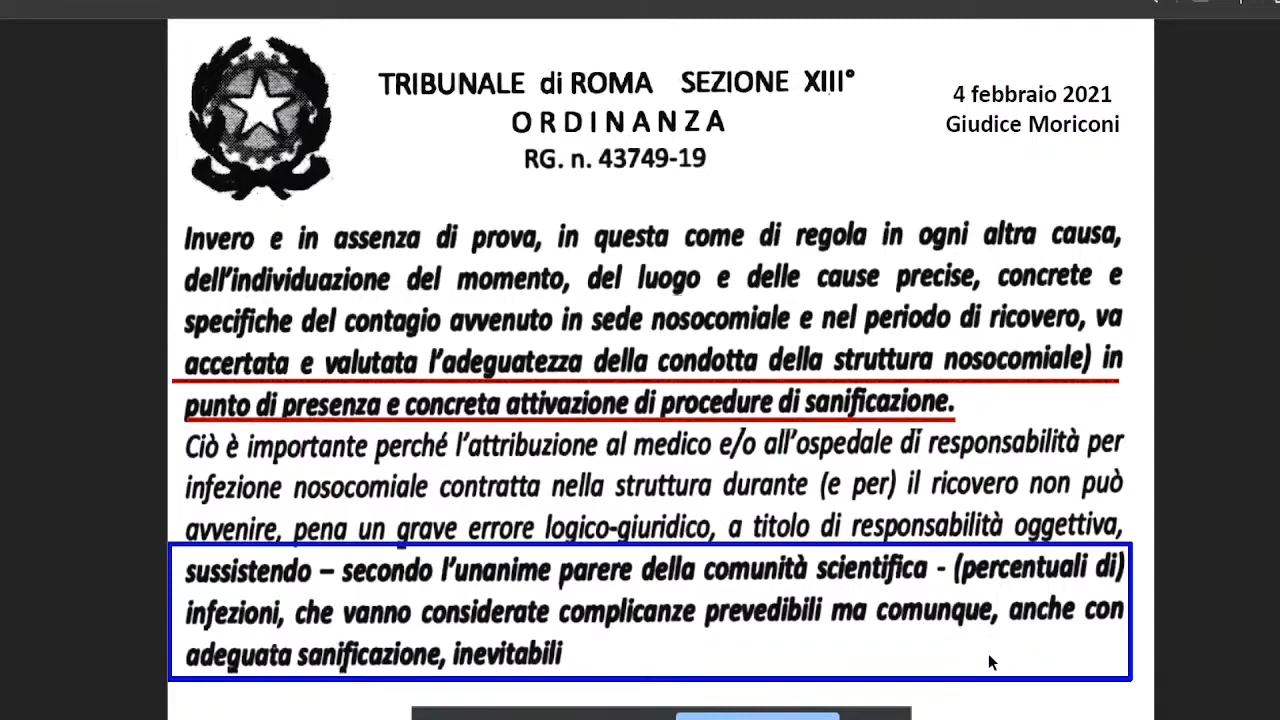 TRIBUNALE di ROMA SEZIONE XIII°
ORDINANZA
RG. n. 43749-19
4 febbraio 2021
Giudice Moriconi
Invero e in assenza di prova, in questa come di regola in ogni altra causa,
dell'individuazione del momento, del luogo e delle cause precise, concrete e
specifiche del contagio avvenuto in sede nosocomiale e nel periodo di ricovero, va
accertata e valutata l'adeguatezza della condotta della struttura nosocomiale) in
punto di presenza e concreta attivazione di procedure di sanificazione.
Ciò è importante perché l'attribuzione al medico e/o all'ospedale di responsabilità per
infezione nosocomiale contratta nella struttura durante (e per) il ricovero non può
avvenire, pena un grave errore logico-giuridico, a titolo di responsabilità oggettiva,
sussistendo – secondo l'unanime parere della comunità scientifica - (percentuali di)
infezioni, che vanno considerate complicanze prevedibili ma comunque, anche con
adeguata sanificazione, inevitabili